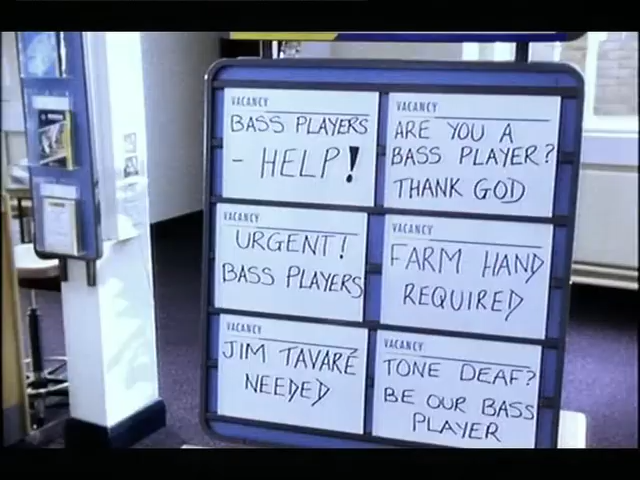 VACANCY
BASS PLAYERS
- HELP!
VACANCY
ARE YOU A
BASS PLAYER?
THANK GOD
VACANCY
URGENT!
BASS PLAYERS
VACANCY
FARM HAND
REQUIRED
VACANCY
JIM TAVARÉ
NEEDED
VACANCY
TONE DEAF?
BE OUR BASS
PLAYER